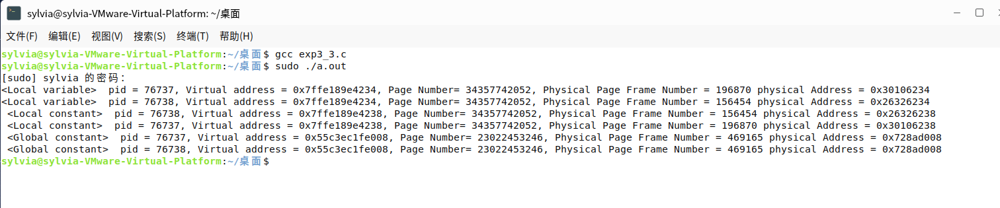 sylvia@sylvia-VMware-Virtual-Platform: ~/桌面
文件(F) 编辑(E) 视图(V) 搜索(S) 终端(T) 帮助(H)
sylvia@sylvia-VMware-Virtual-Platform:~/桌面$ gcc exp3_3.c
sylvia@sylvia-VMware-Virtual-Platform:~/桌面$ sudo ./a.out
[sudo] sylvia 的密码：
<Local variable>  pid = 76737, Virtual address = 0x7ffe189e4234, Page Number= 34357742052, Physical Page Frame Number = 196870 physical Address = 0x30106234
<Local variable>  pid = 76738, Virtual address = 0x7ffe189e4234, Page Number= 34357742052, Physical Page Frame Number = 156454 physical Address = 0x26326234
 <Local constant>  pid = 76738, Virtual address = 0x7ffe189e4238, Page Number= 34357742052, Physical Page Frame Number = 156454 physical Address = 0x26326238
 <Local constant>  pid = 76737, Virtual address = 0x7ffe189e4238, Page Number= 34357742052, Physical Page Frame Number = 196870 physical Address = 0x30106238
 <Global constant>  pid = 76737, Virtual address = 0x55c3ec1fe008, Page Number= 23022453246, Physical Page Frame Number = 469165 physical Address = 0x728ad008
 <Global constant>  pid = 76738, Virtual address = 0x55c3ec1fe008, Page Number= 23022453246, Physical Page Frame Number = 469165 physical Address = 0x728ad008
sylvia@sylvia-VMware-Virtual-Platform:~/桌面$